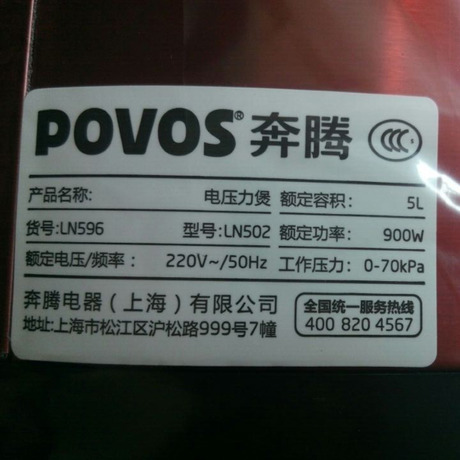 POVOS® 奔腾 CCC
产品名称: 电压力煲 额定容积: 5L
货号:LN596 型号:LN502 额定功率: 900W
额定电压/频率: 220V~/50Hz 工作压力: 0-70kPa
奔腾电器(上海)有限公司
地址:上海市松江区沪松路999号7幢
全国统一服务热线
400 820 4567